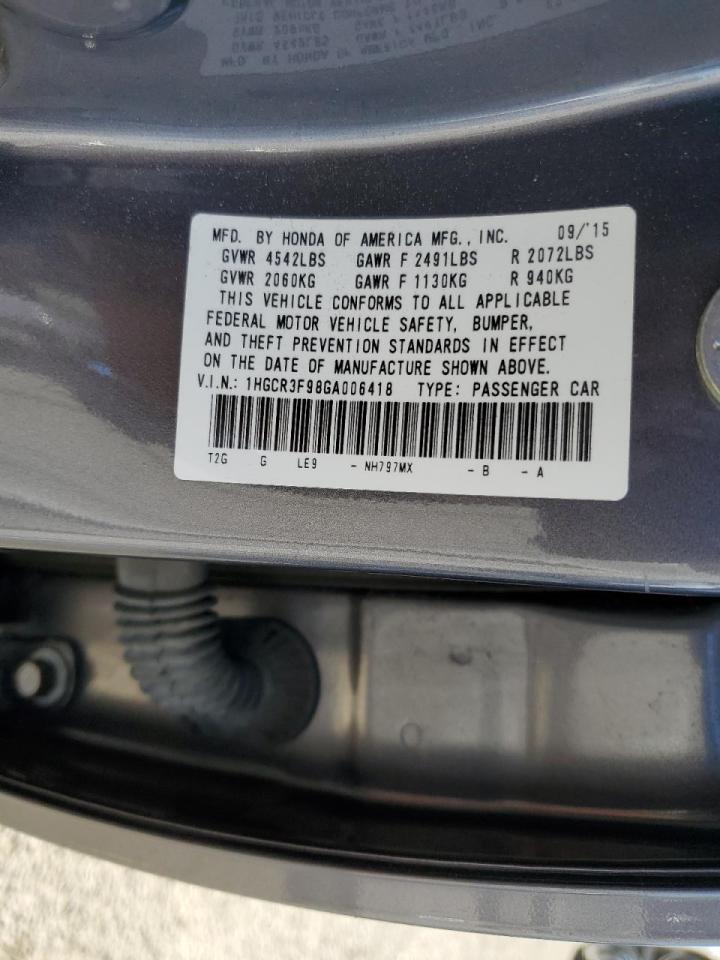 MFD. BY HONDA OF AMERICA MFG., INC. 09/'15
GVWR 4542LBS GAWR F 2491LBS R 2072LBS
GVWR 2060KG GAWR F 1130KG R 940KG
THIS VEHICLE CONFORMS TO ALL APPLICABLE
FEDERAL MOTOR VEHICLE SAFETY, BUMPER,
AND THEFT PREVENTION STANDARDS IN EFFECT
ON THE DATE OF MANUFACTURE SHOWN ABOVE.
V.I.N.: 1HGCR3F98GA006418 TYPE: PASSENGER CAR
T2G G LE9 - NH797MX - B - A